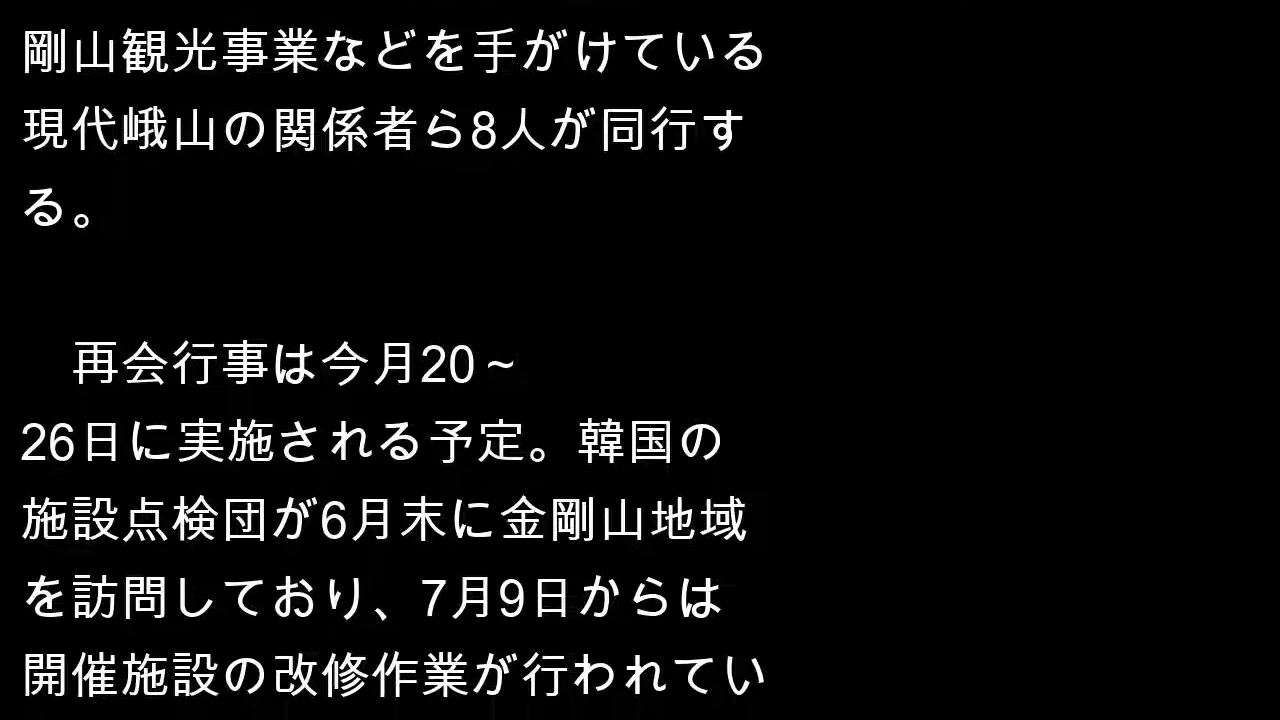 剛山観光事業などを手がけている
現代峨山の関係者ら8人が同行す
る。
　再会行事は今月20～
26日に実施される予定。韓国の
施設点検団が6月末に金剛山地域
を訪問しており、7月9日からは
開催施設の改修作業が行われてい